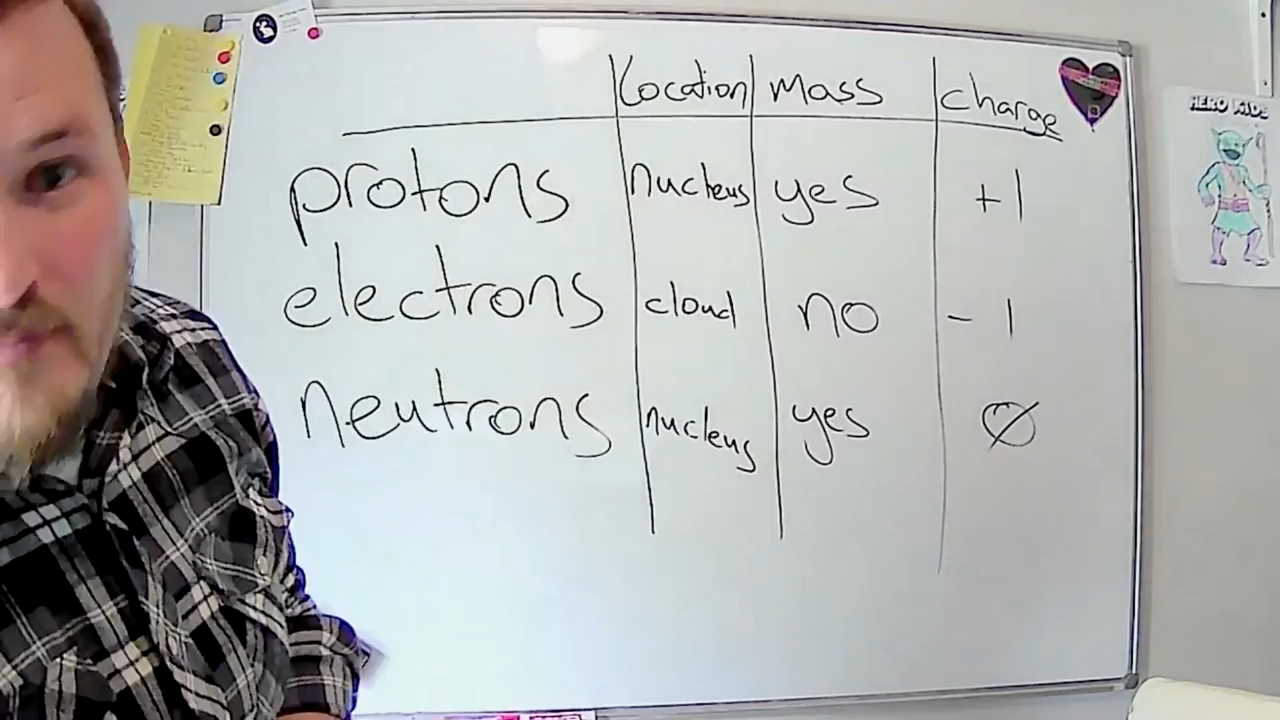 Location Mass Charge
protons nucleus yes +1
electrons cloud no - 1
neutrons nucleus yes Ø
HERO KIDS